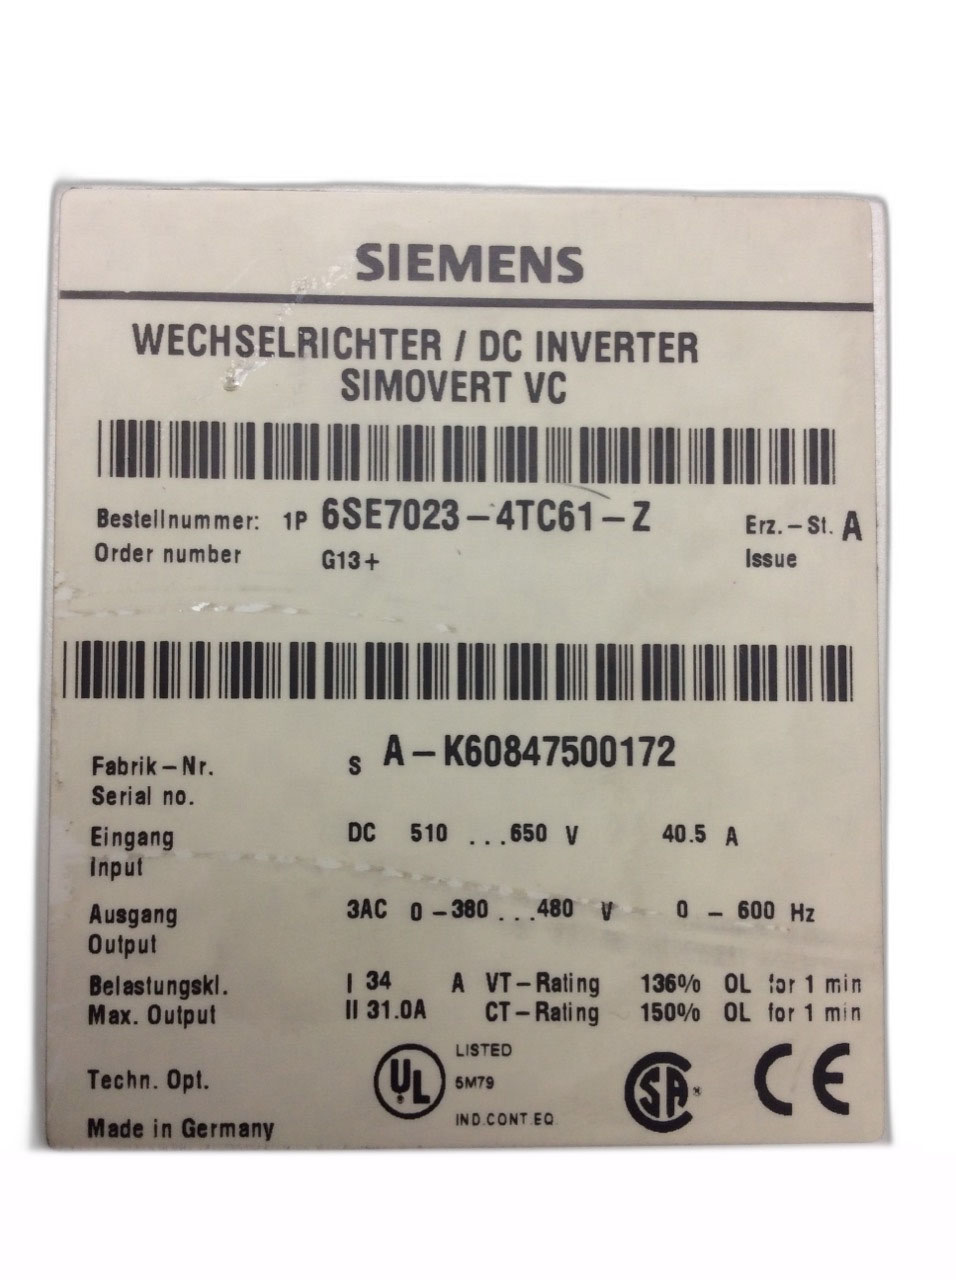 SIEMENS
WECHSELRICHTER / DC INVERTER
SIMOVERT VC
Bestellnummer: 1P 6SE7023-4TC61-Z Erz.-St. A
Order number G13+ Issue
Fabrik-Nr. S A-K60847500172
Serial no.
Eingang DC 510 ...650 V 40.5 A
Input
Ausgang 3AC 0-380 ...480 V 0 - 600 Hz
Output
Belastungskl. I 34 A VT-Rating 136% OL for 1 min
Max. Output II 31.0A CT-Rating 150% OL for 1 min
LISTED
Techn. Opt. UL ® 5M79 SA ® CE
IND.CONT.EQ
Made in Germany